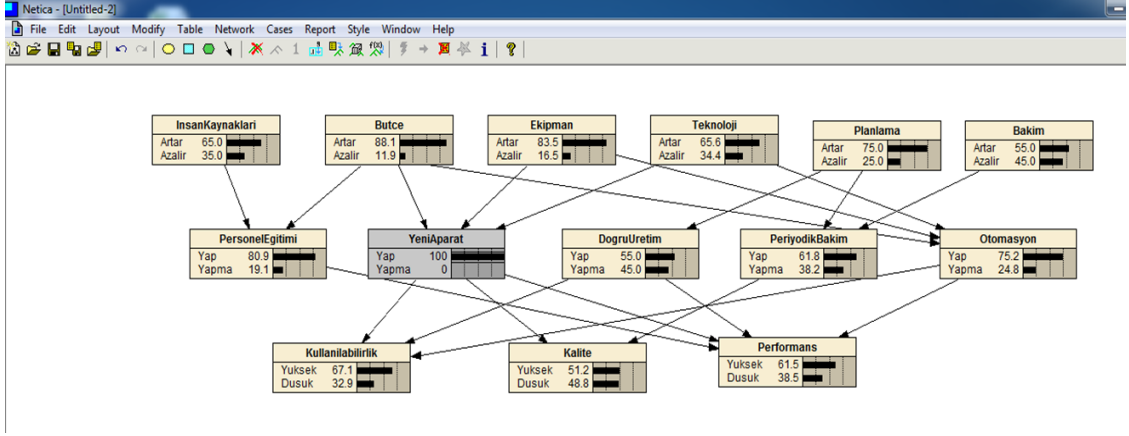 Netica - [Untitled-2]
File Edit Layout Modify Table Network Cases Report Style Window Help
InsanKaynaklari
Artar 65.0
Azalir 35.0
Butce
Artar 88.1
Azalir 11.9
Ekipman
Artar 83.5
Azalir 16.5
Teknoloji
Artar 65.6
Azalir 34.4
Planlama
Artar 75.0
Azalir 25.0
Bakim
Artar 55.0
Azalir 45.0
PersonelEgitimi
Yap 80.9
Yapma 19.1
YeniAparat
Yap 100
Yapma 0
DogruUretim
Yap 55.0
Yapma 45.0
PeriyodikBakim
Yap 61.8
Yapma 38.2
Otomasyon
Yap 75.2
Yapma 24.8
Kullanilabilirlik
Yuksek 67.1
Dusuk 32.9
Kalite
Yuksek 51.2
Dusuk 48.8
Performans
Yuksek 61.5
Dusuk 38.5